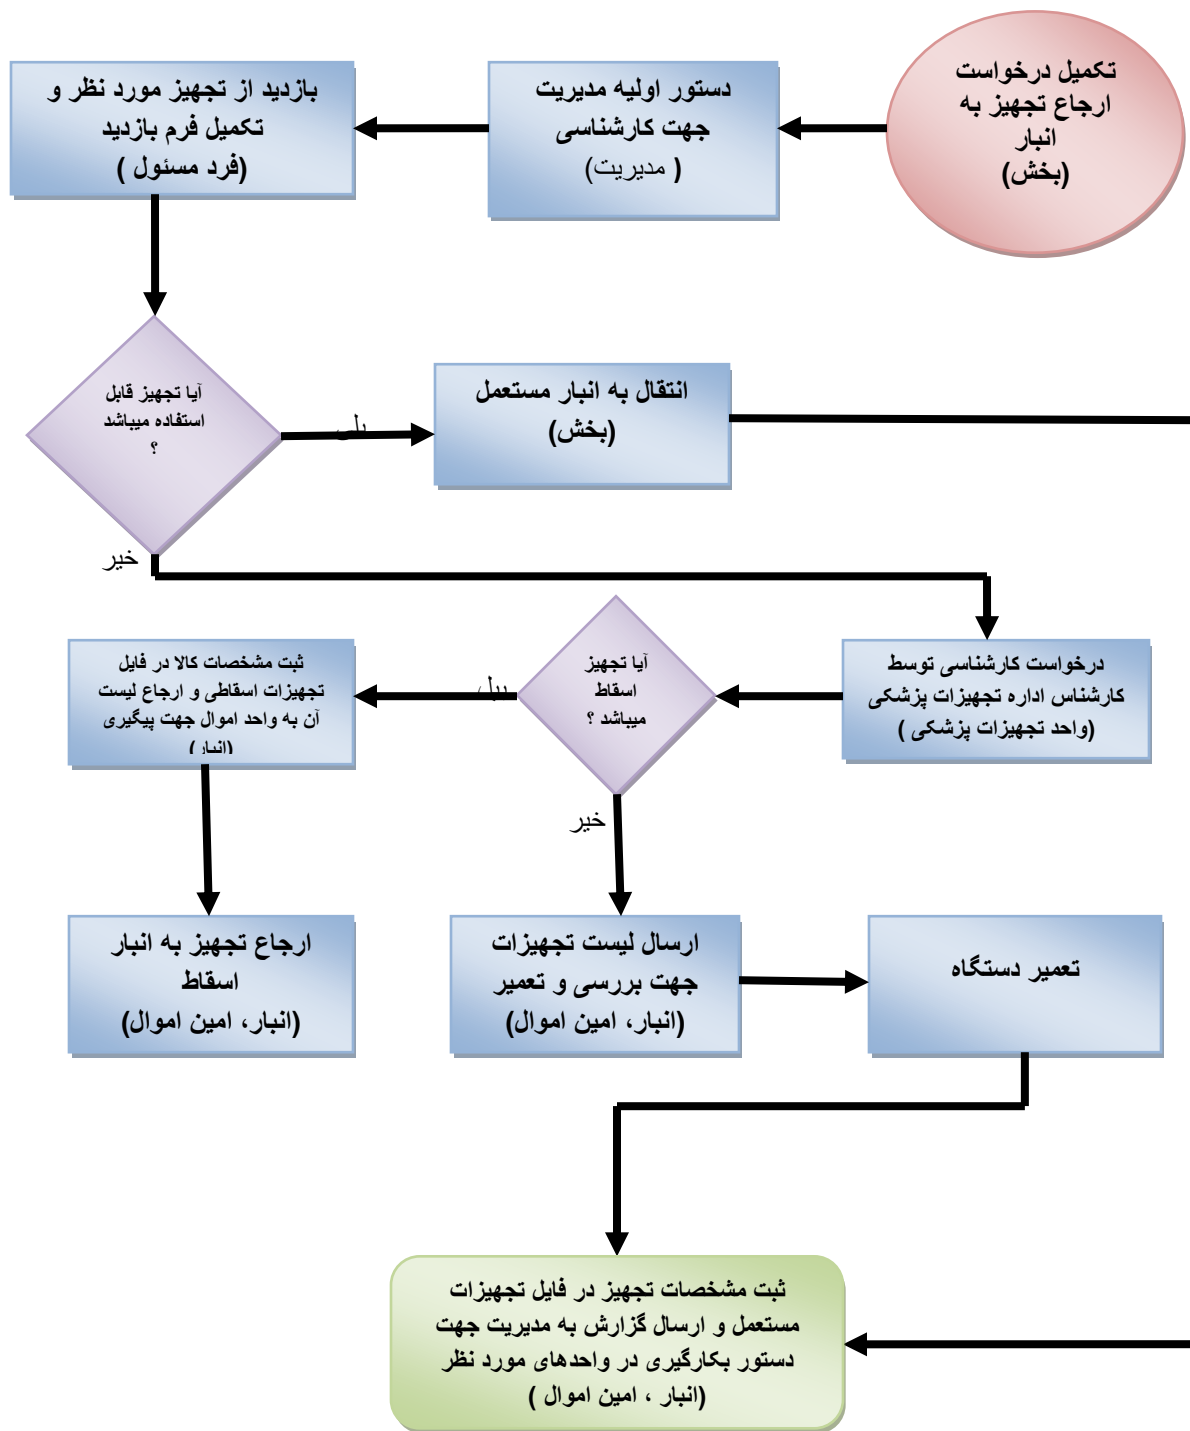 تکمیل درخواست
ارجاع تجهیز به
انبار
(بخش)
دستور اولیه مدیریت
جهت کارشناسی
( مدیریت)
بازدید از تجهیز مورد نظر و
تکمیل فرم بازدید
(فرد مسئول )
آیا تجهیز قابل
استفاده میباشد
؟
بلی
انتقال به انبار مستعمل
(بخش)
خیر
درخواست کارشناسی توسط
کارشناس اداره تجهیزات پزشکی
(واحد تجهیزات پزشکی )
آیا تجهیز
اسقاط
میباشد ؟
ثبت مشخصات کالا در فایل
تجهیزات اسقاطی و ارجاع لیست
آن به واحد اموال جهت پیگیری
(انبار)
خیر
ارجاع تجهیز به انبار
اسقاط
(انبار، امین اموال)
ارسال لیست تجهیزات
جهت بررسی و تعمیر
(انبار، امین اموال)
تعمیر دستگاه
ثبت مشخصات تجهیز در فایل تجهیزات
مستعمل و ارسال گزارش به مدیریت جهت
دستور بکارگیری در واحدهای مورد نظر
(انبار ، امین اموال )